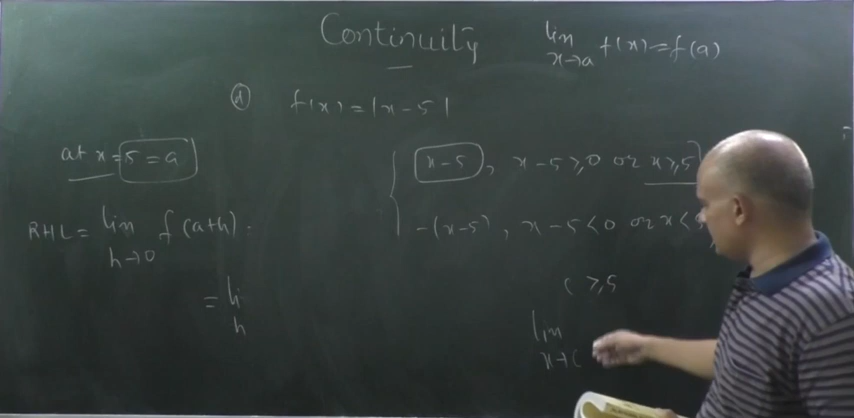 Continuity
lim x→a f(x) = f(a)
(d) f(x) = |x-5|
at x = 5 = a
{ x-5, x-5 ≥ 0 or x ≥ 5
-(x-5), x-5 < 0 or x <
RHL = lim h→0 f(a+h).
= li h
c ≥ 5
lim x→c